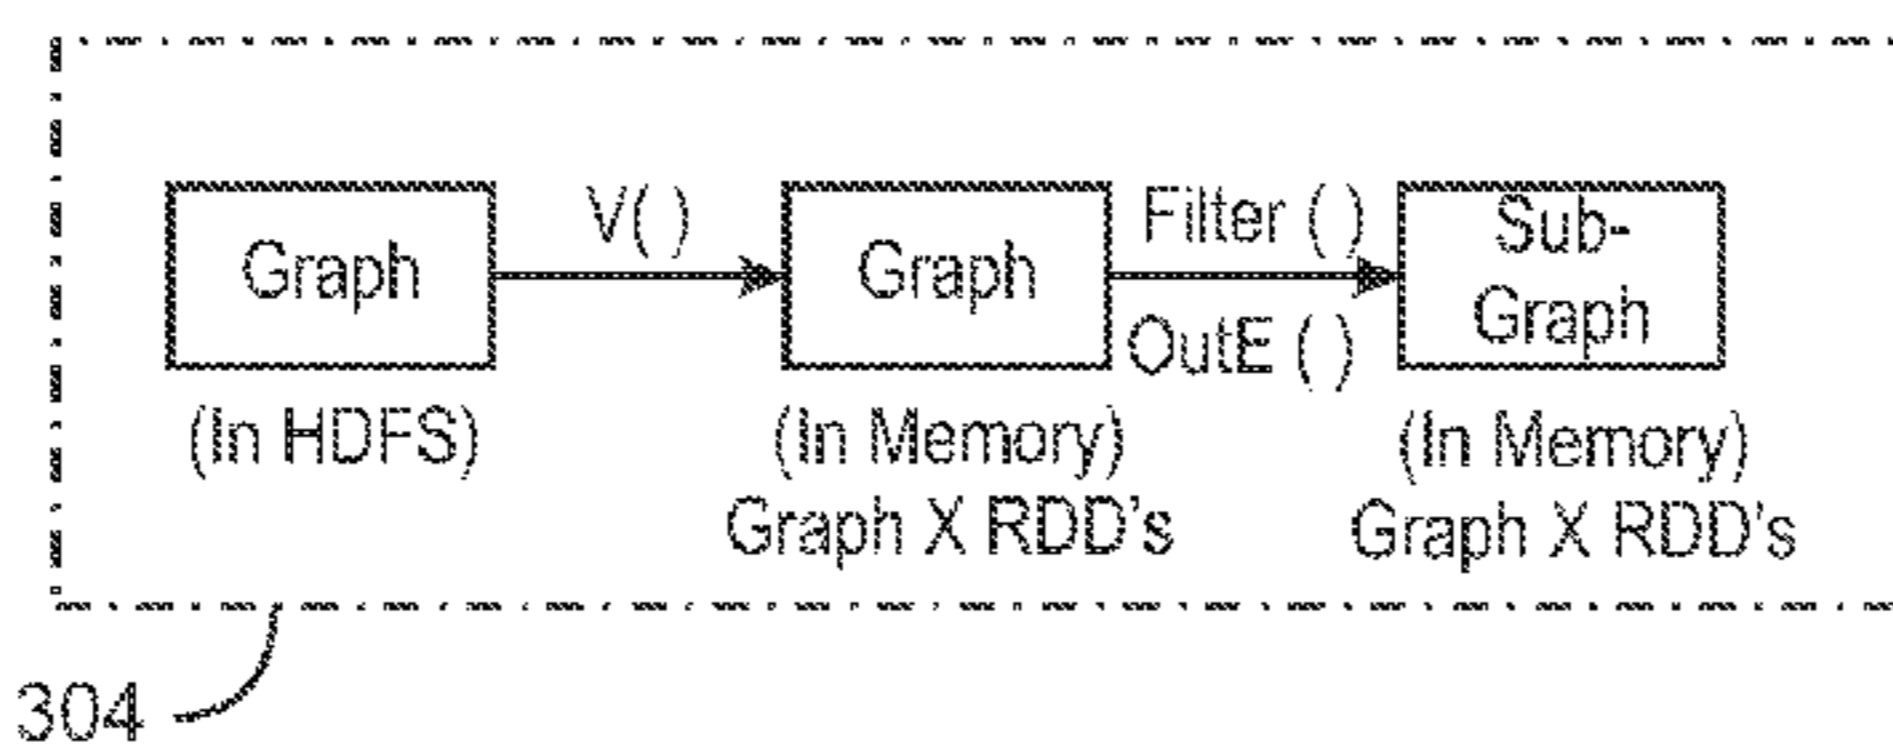 Graph
(In HDFS)
V( )
Graph
(In Memory)
Graph X RDD's
Filter ( )
OutE ( )
Sub-
Graph
(In Memory)
Graph X RDD's
304